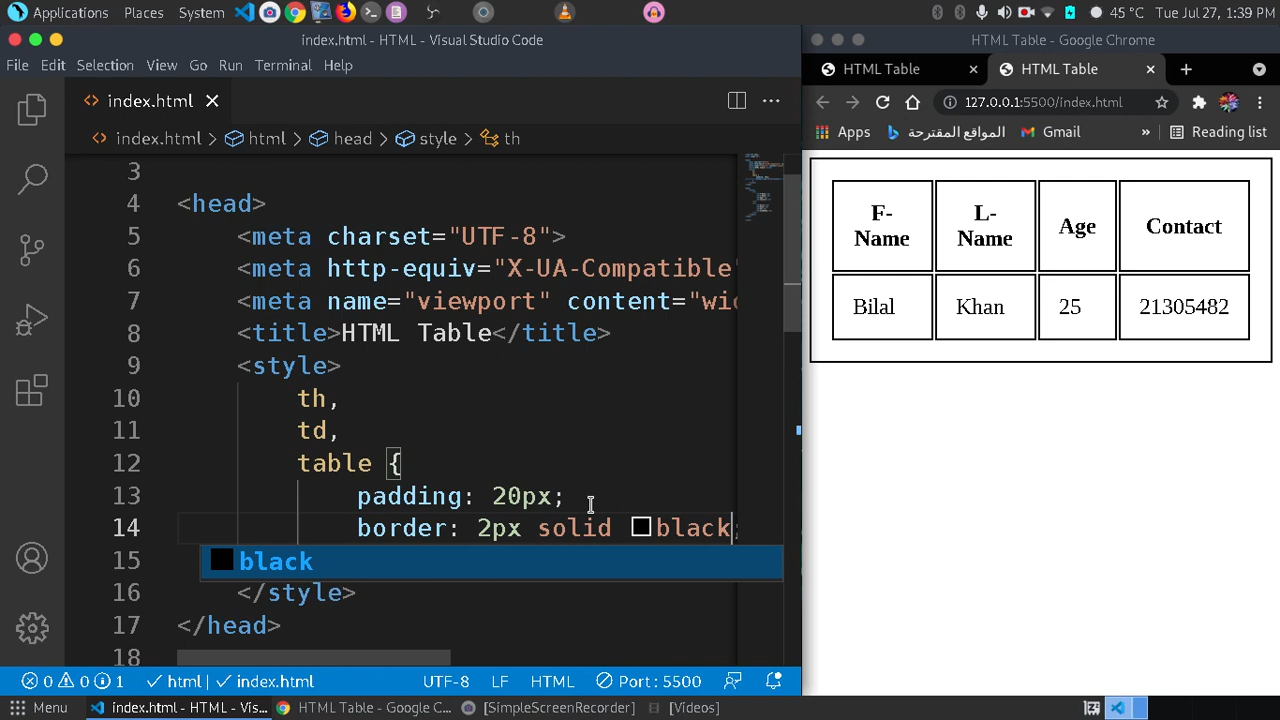 Applications Places System 45 °C Tue Jul 27, 1:39 PM
index.html - HTML - Visual Studio Code
File Edit Selection View Go Run Terminal Help
index.html
index.html html head style th
3
4 <head>
5 <meta charset="UTF-8">
6 <meta http-equiv="X-UA-Compatible"
7 <meta name="viewport" content="wid
8 <title>HTML Table</title>
9 <style>
10 th,
11 td,
12 table {
13 padding: 20px;
14 border: 2px solid black;
black
15
16 </style>
17 </head>
18
0 0 1 html index.html UTF-8 LF HTML Port : 5500
HTML Table - Google Chrome
HTML Table HTML Table
127.0.0.1:5500/index.html
Apps المواقع المقترحة Gmail » Reading list
F-Name L-Name Age Contact
Bilal Khan 25 21305482
Menu index.html - HTML - Vis... HTML Table - Google C... [SimpleScreenRecorder] [Videos]